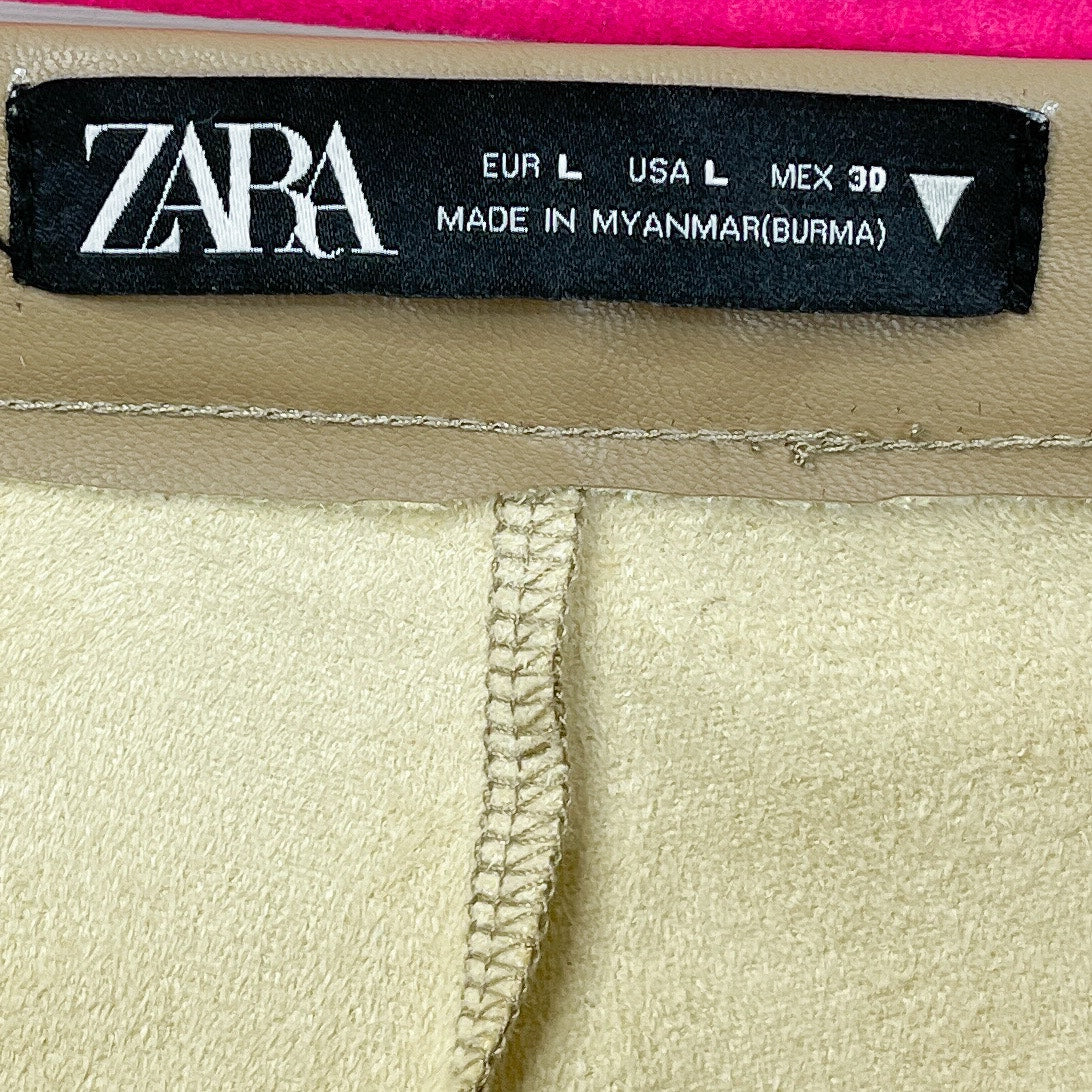 ZARA
EUR L USA L MEX 30
MADE IN MYANMAR(BURMA)